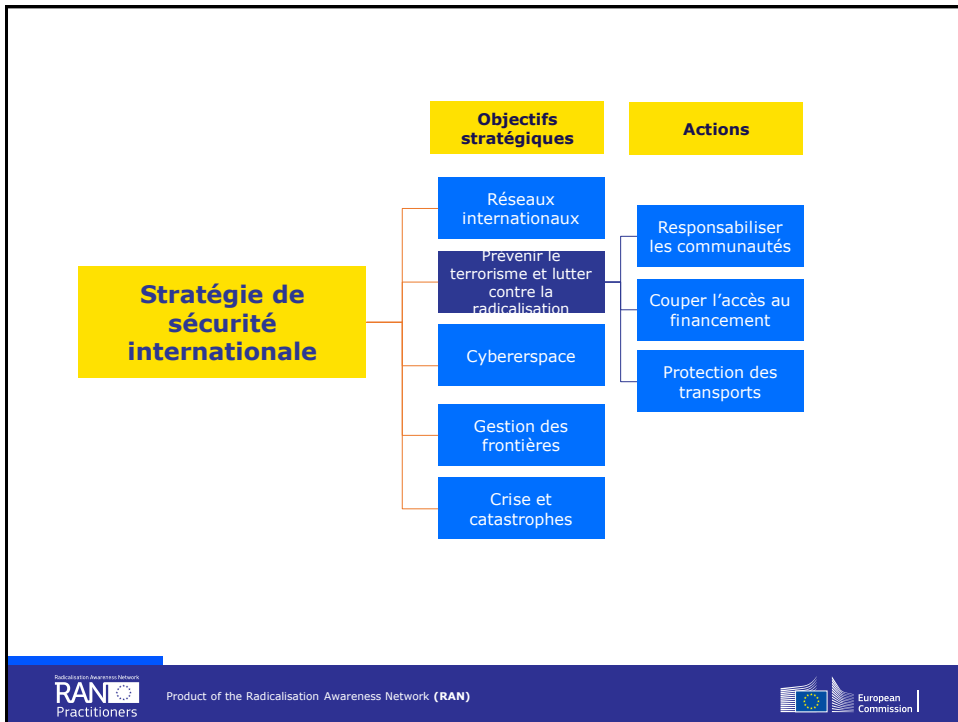 Objectifs
stratégiques
Actions
Stratégie de
sécurité
internationale
Réseaux
internationaux
Prévenir le
terrorisme et lutter
contre la
radicalisation
Cybererspace
Gestion des
frontières
Crise et
catastrophes
Responsabiliser
les communautés
Couper l'accès au
financement
Protection des
transports
Radicalisation Awareness Network
RAN
Practitioners
Product of the Radicalisation Awareness Network (RAN)
European
Commission